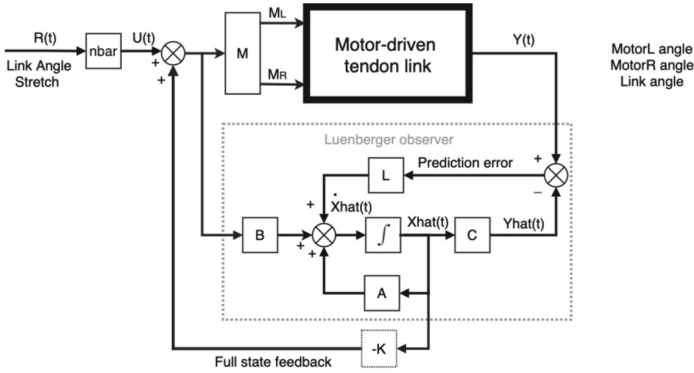 R(t)
Link Angle
Stretch
nbar
U(t)
+
+
M
ML
MR
Motor-driven
tendon link
Y(t)
MotorL angle
MotorR angle
Link angle
Luenberger observer
Prediction error
L
+
−
+
Ẋhat(t)
B
+
+
∫
Xhat(t)
C
Yhat(t)
A
-K
Full state feedback